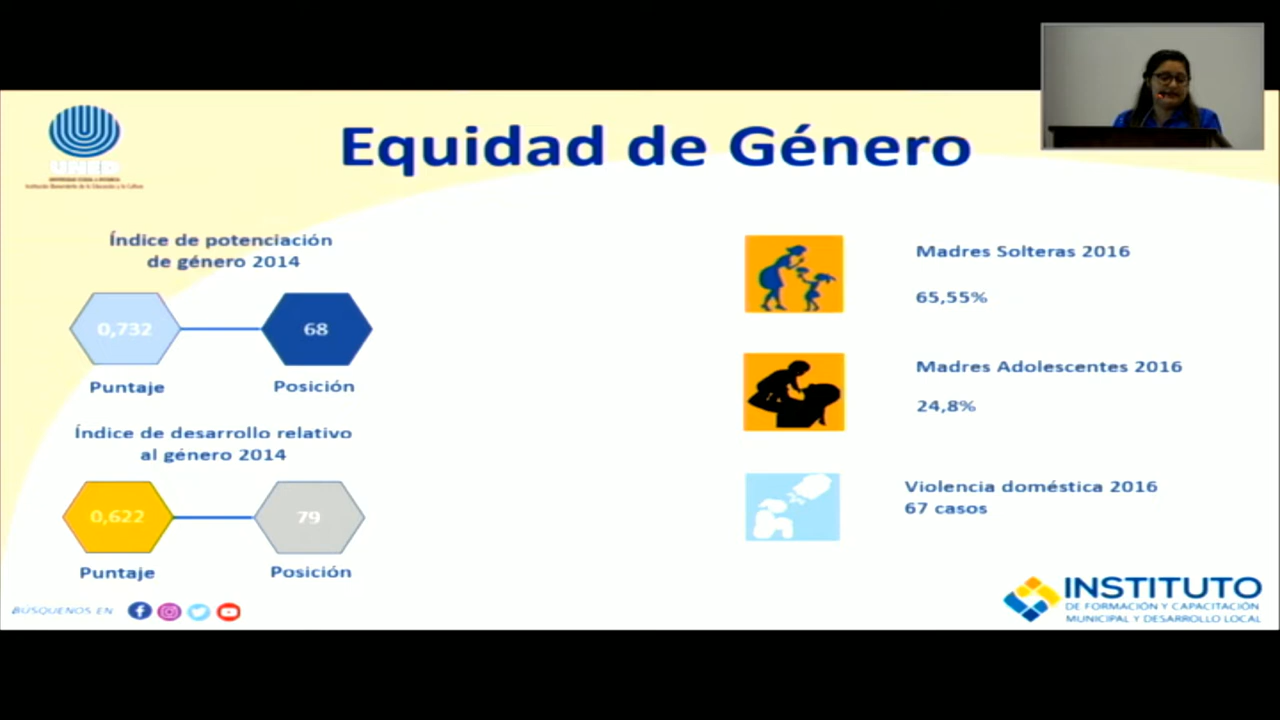 UNED
Equidad de Género
Índice de potenciación
de género 2014
0,732
68
Puntaje
Posición
Índice de desarrollo relativo
al género 2014
0,622
79
Puntaje
Posición
Madres Solteras 2016
65,55%
Madres Adolescentes 2016
24,8%
Violencia doméstica 2016
67 casos
BÚSQUENOS EN
INSTITUTO
DE FORMACIÓN Y CAPACITACIÓN
MUNICIPAL Y DESARROLLO LOCAL